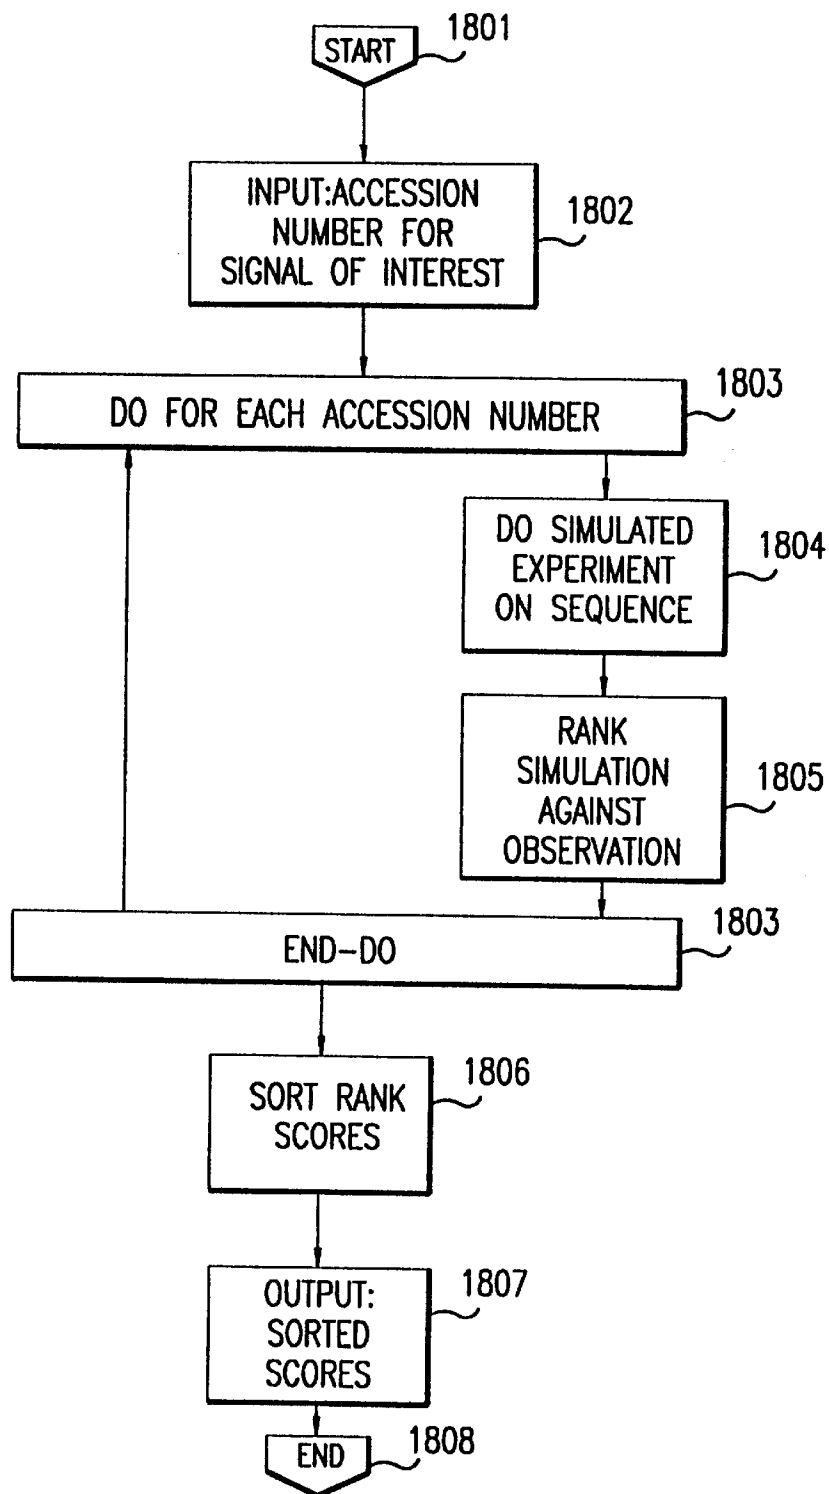 START
1801
INPUT:ACCESSION
NUMBER FOR
SIGNAL OF INTEREST
1802
DO FOR EACH ACCESSION NUMBER
1803
DO SIMULATED
EXPERIMENT
ON SEQUENCE
1804
RANK
SIMULATION
AGAINST
OBSERVATION
1805
END-DO
1803
SORT RANK
SCORES
1806
OUTPUT:
SORTED
SCORES
1807
END
1808